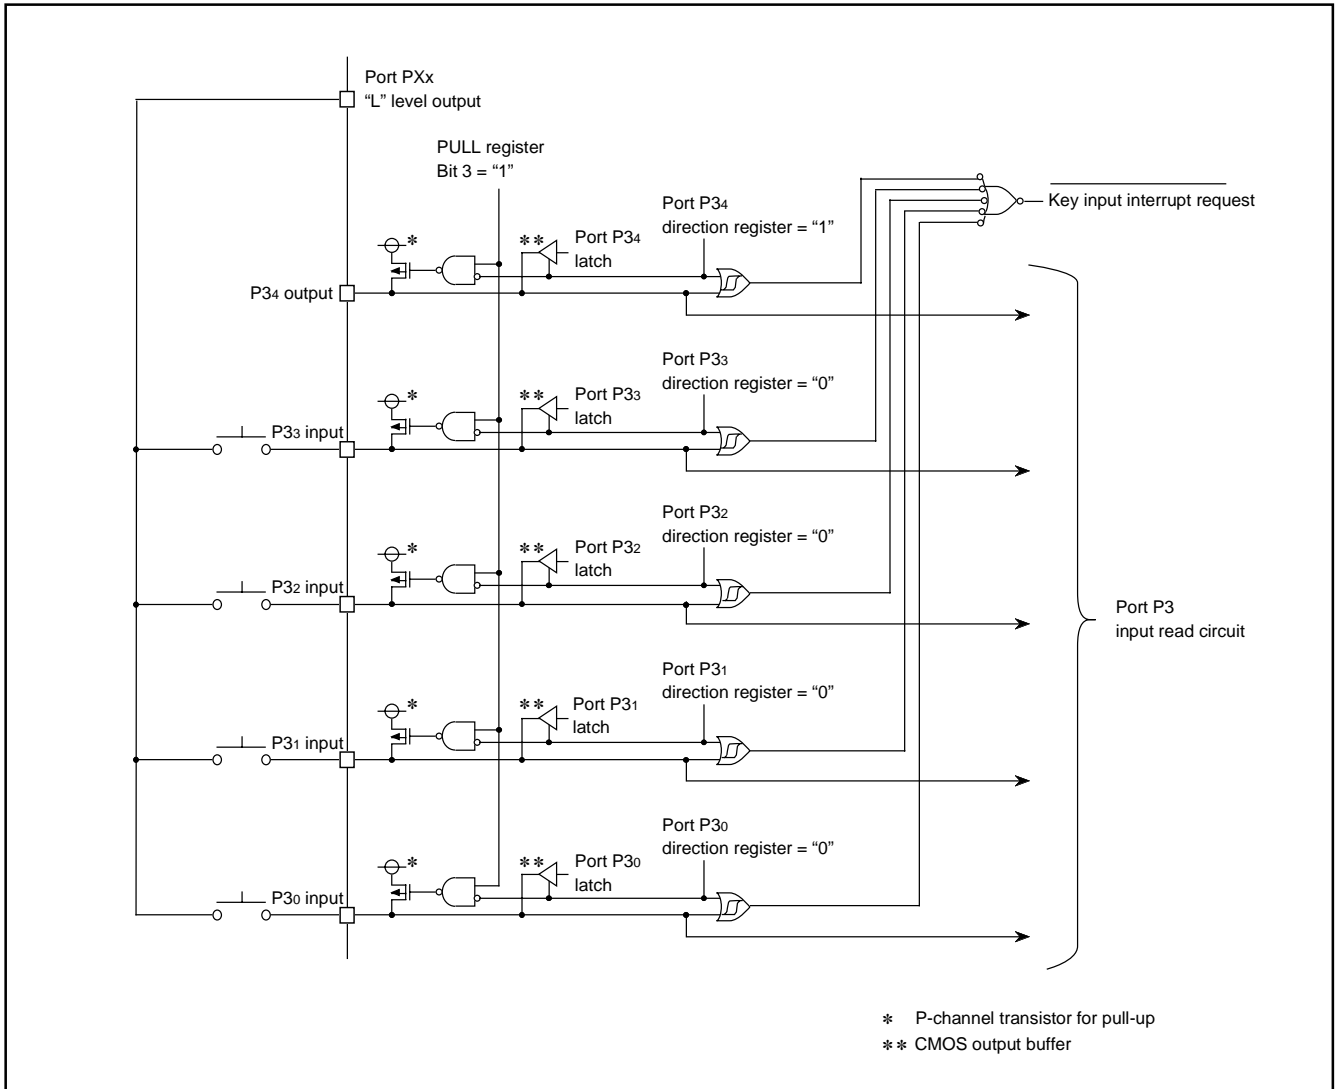 Port PXx
“L” level output
PULL register
Bit 3 = “1”
Key input interrupt request
Port P34
direction register = “1”
**
Port P34
latch
*
P34 output
Port P33
direction register = “0”
**
Port P33
latch
*
P33 input
Port P32
direction register = “0”
**
Port P32
latch
*
P32 input
Port P3
input read circuit
Port P31
direction register = “0”
**
Port P31
latch
*
P31 input
Port P30
direction register = “0”
**
Port P30
latch
*
P30 input
* P-channel transistor for pull-up
** CMOS output buffer